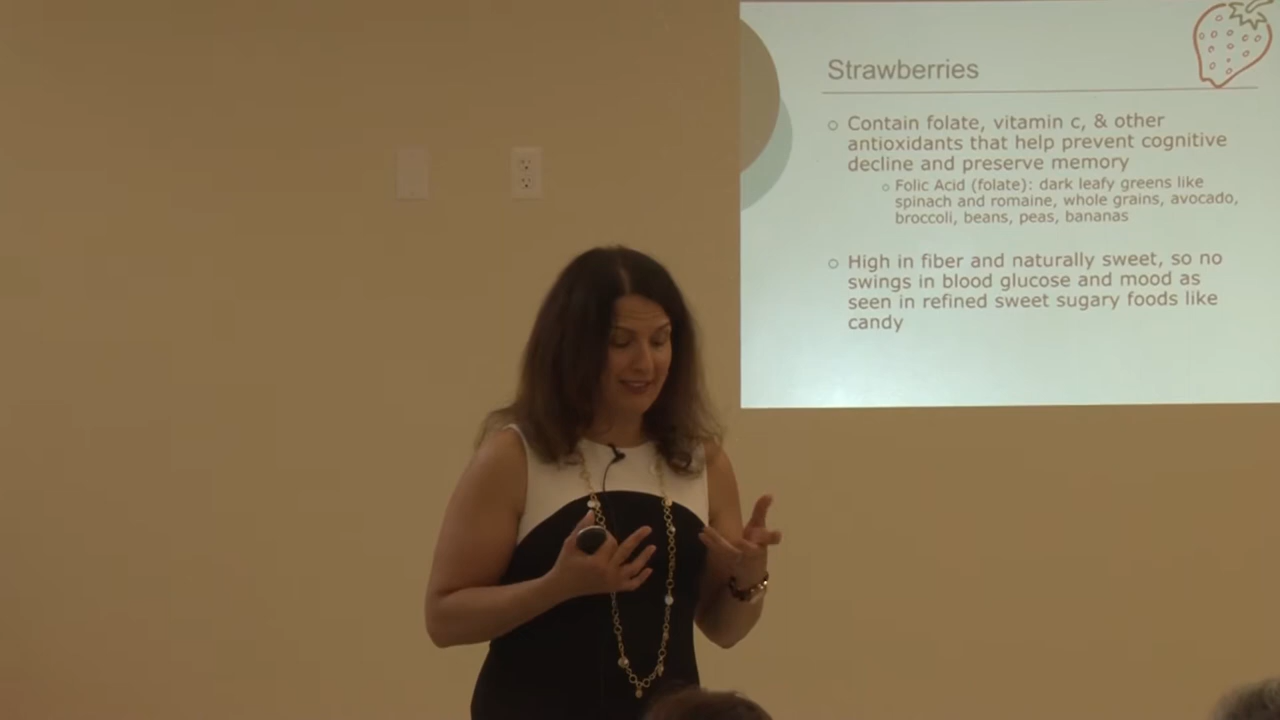 Strawberries
Contain folate, vitamin c, & other
antioxidants that help prevent cognitive
decline and preserve memory
Folic Acid (folate): dark leafy greens like
spinach and romaine, whole grains, avocado,
broccoli, beans, peas, bananas
High in fiber and naturally sweet, so no
swings in blood glucose and mood as
seen in refined sweet sugary foods like
candy